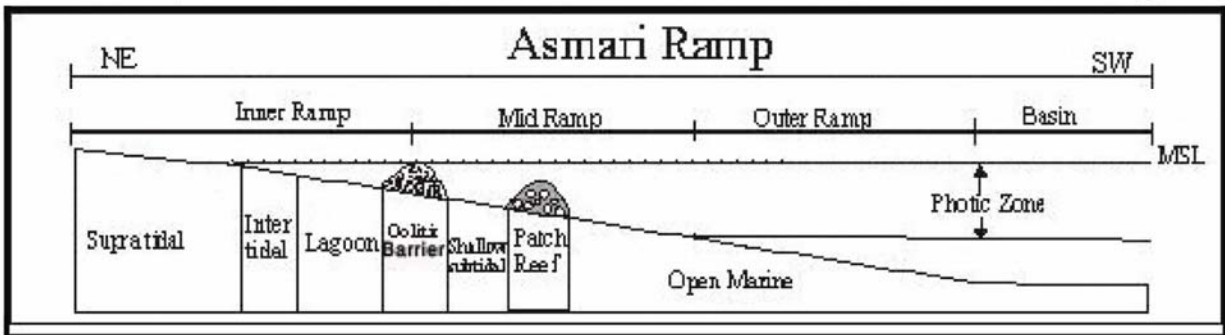 Asmari Ramp
NE
SW
Inner Ramp
Mid Ramp
Outer Ramp
Basin
MSL
Photic Zone
Supratidal
Inter
tidal
Lagoon
Oolitic
Barrier
Shallow
subtidal
Patch
Reef
Open Marine